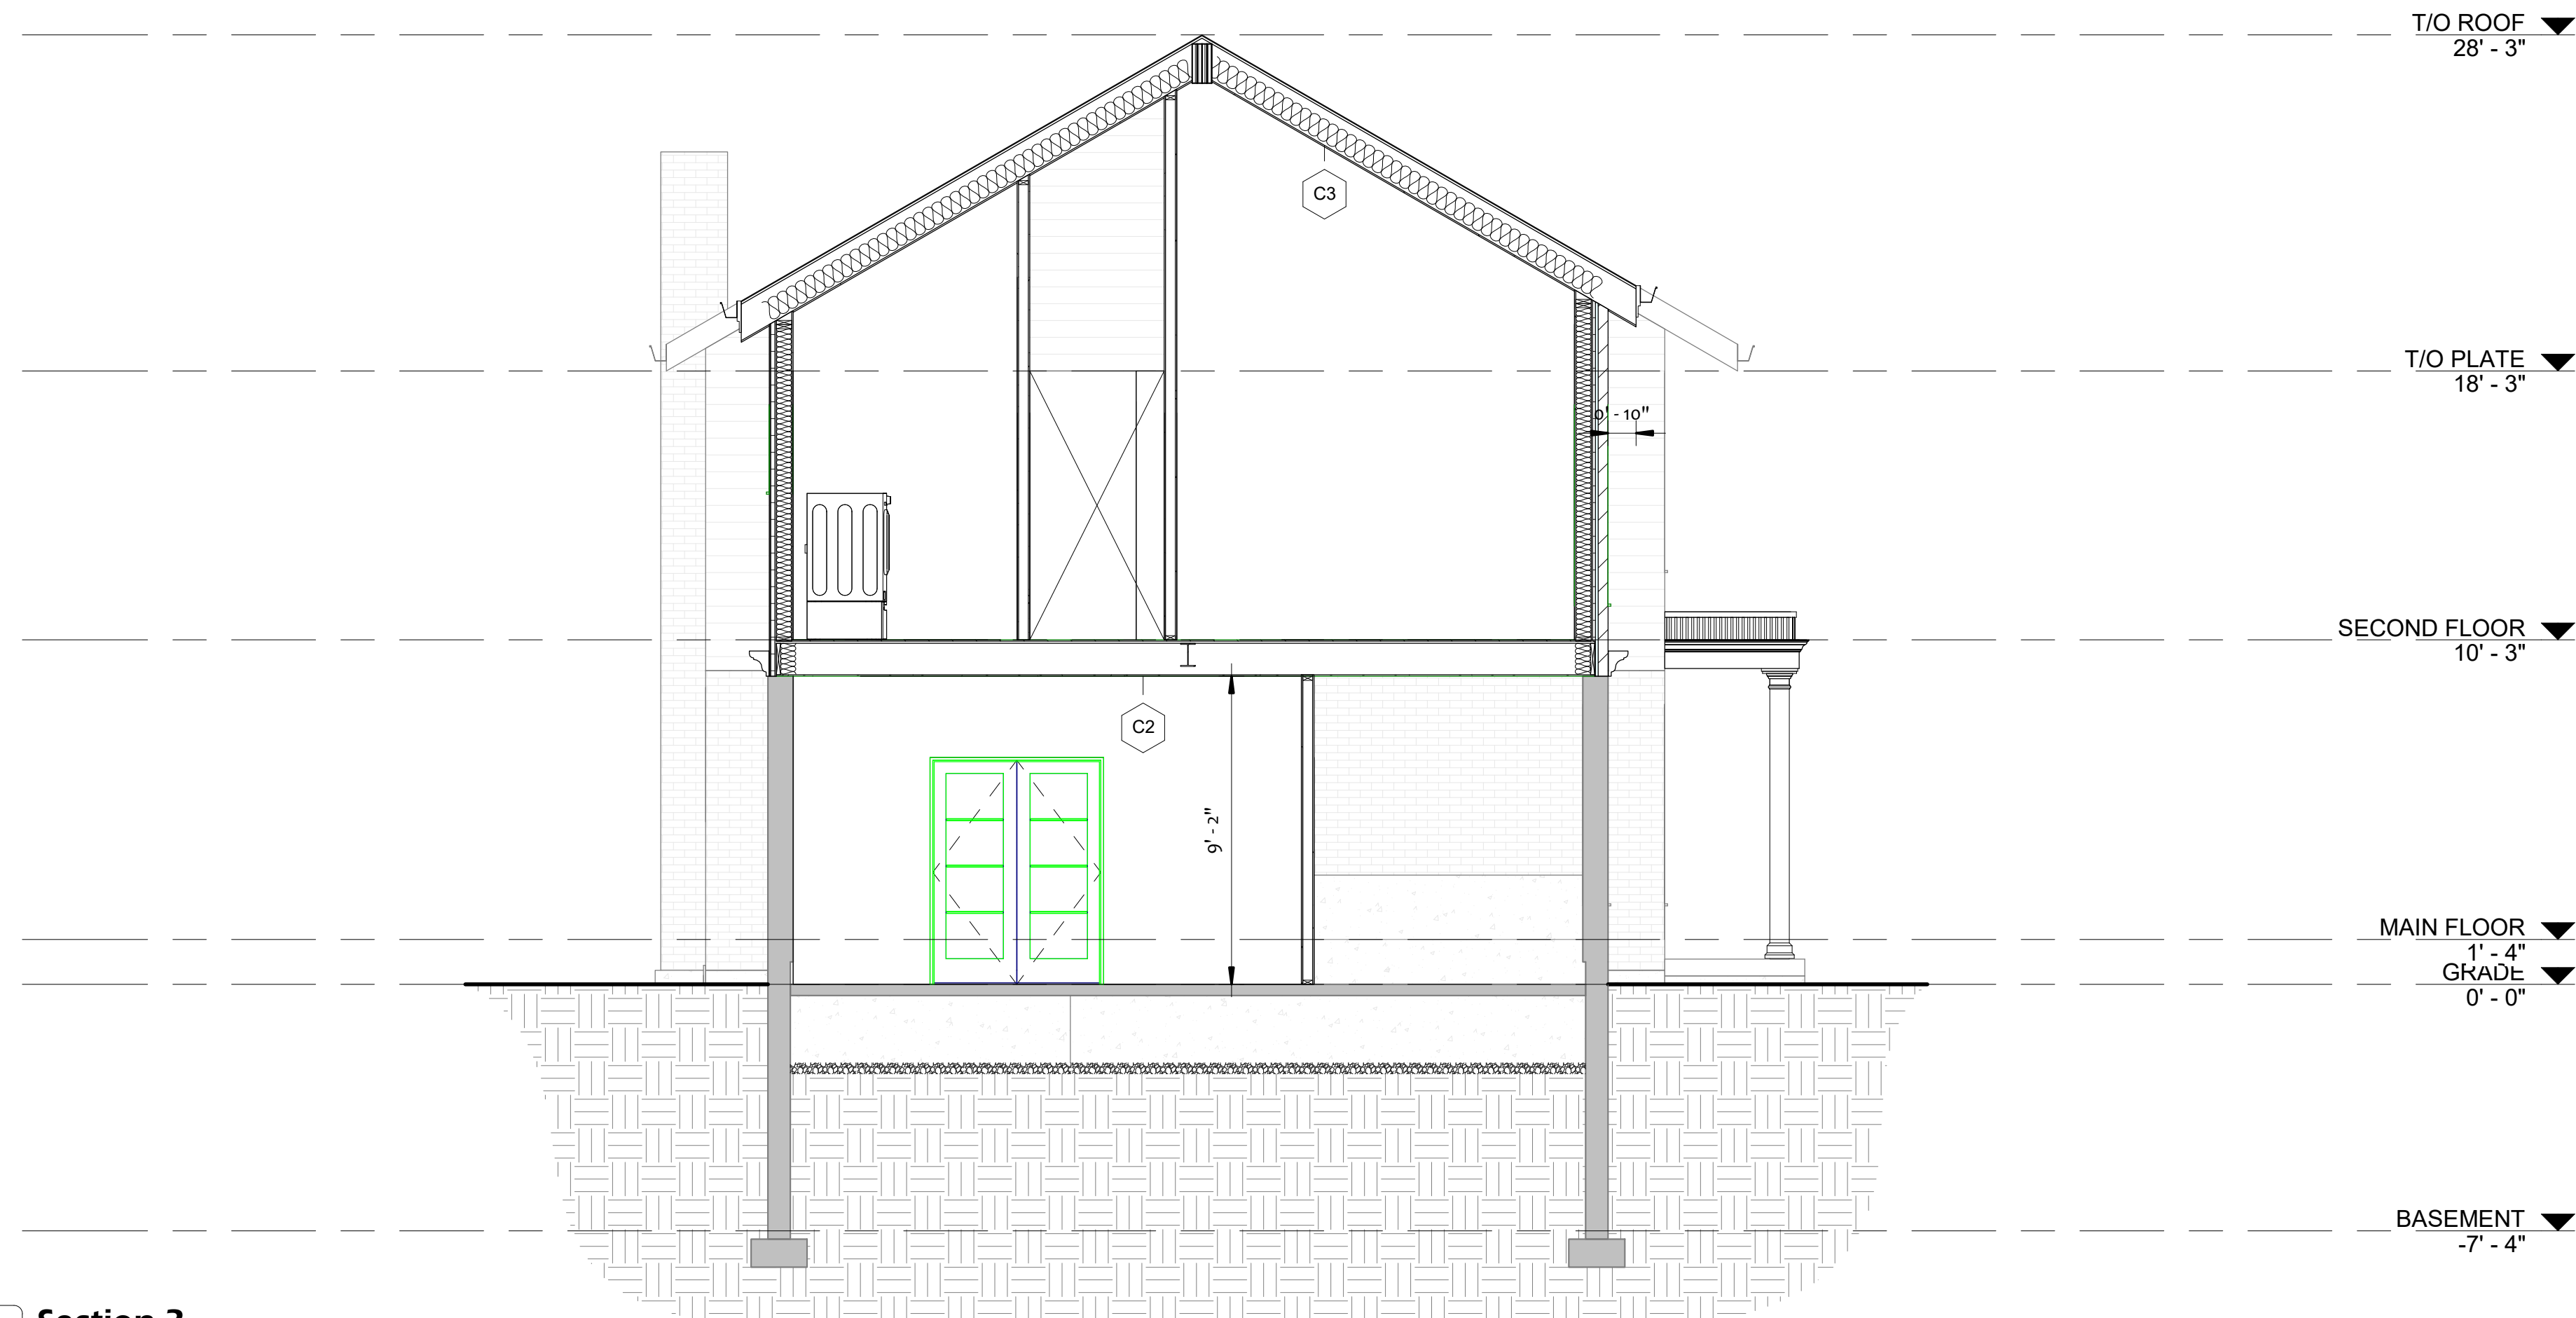 T/O ROOF
28' - 3"
C3
T/O PLATE
18' - 3"
0' - 10"
SECOND FLOOR
10' - 3"
C2
9' - 2"
MAIN FLOOR
1' - 4"
GRADE
0' - 0"
BASEMENT
-7' - 4"
Section